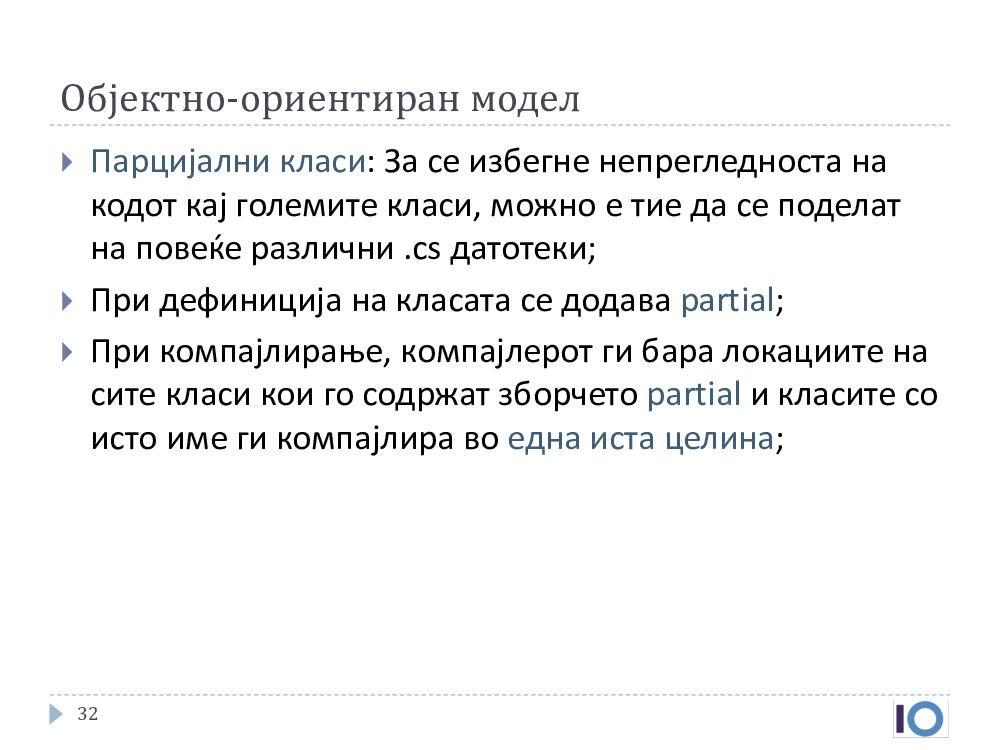 Објектно-ориентиран модел
Парцијални класи: За се избегне непрегледноста на
кодот кај големите класи, можно е тие да се поделат
на повеќе различни .cs датотеки;
При дефиниција на класата се додава partial;
При компајлирање, компајлерот ги бара локациите на
сите класи кои го содржат зборчето partial и класите со
исто име ги компајлира во една иста целина;
32
IO